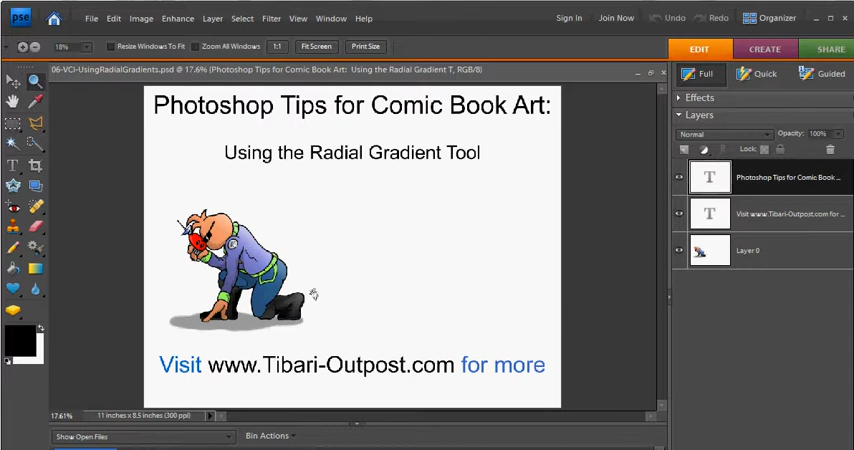 pse File Edit Image Enhance Layer Select Filter View Window Help Sign In Join Now Undo Redo Organizer
18% Resize Windows To Fit Zoom All Windows 1:1 Fit Screen Print Size EDIT CREATE SHARE
06-VCI-UsingRadialGradients.psd @ 17.6% (Photoshop Tips for Comic Book Art: Using the Radial Gradient T, RGB/8)
Full Quick Guided
Effects
Layers
Normal Opacity: 100%
Lock:
Photoshop Tips for Comic Book Art:
Using the Radial Gradient Tool
Visit www.Tibari-Outpost.com for more
T Photoshop Tips for Comic Book ...
T Visit www.Tibari-Outpost.com for ...
Layer 0
T
17.61% 11 inches x 8.5 inches (300 ppi)
Show Open Files Bin Actions